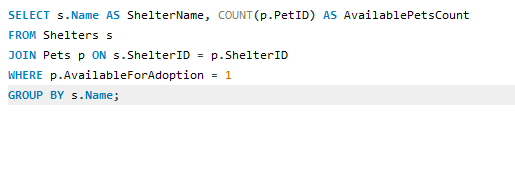 SELECT s.Name AS ShelterName, COUNT(p.PetID) AS AvailablePetsCount
FROM Shelters s
JOIN Pets p ON s.ShelterID = p.ShelterID
WHERE p.AvailableForAdoption = 1
GROUP BY s.Name;